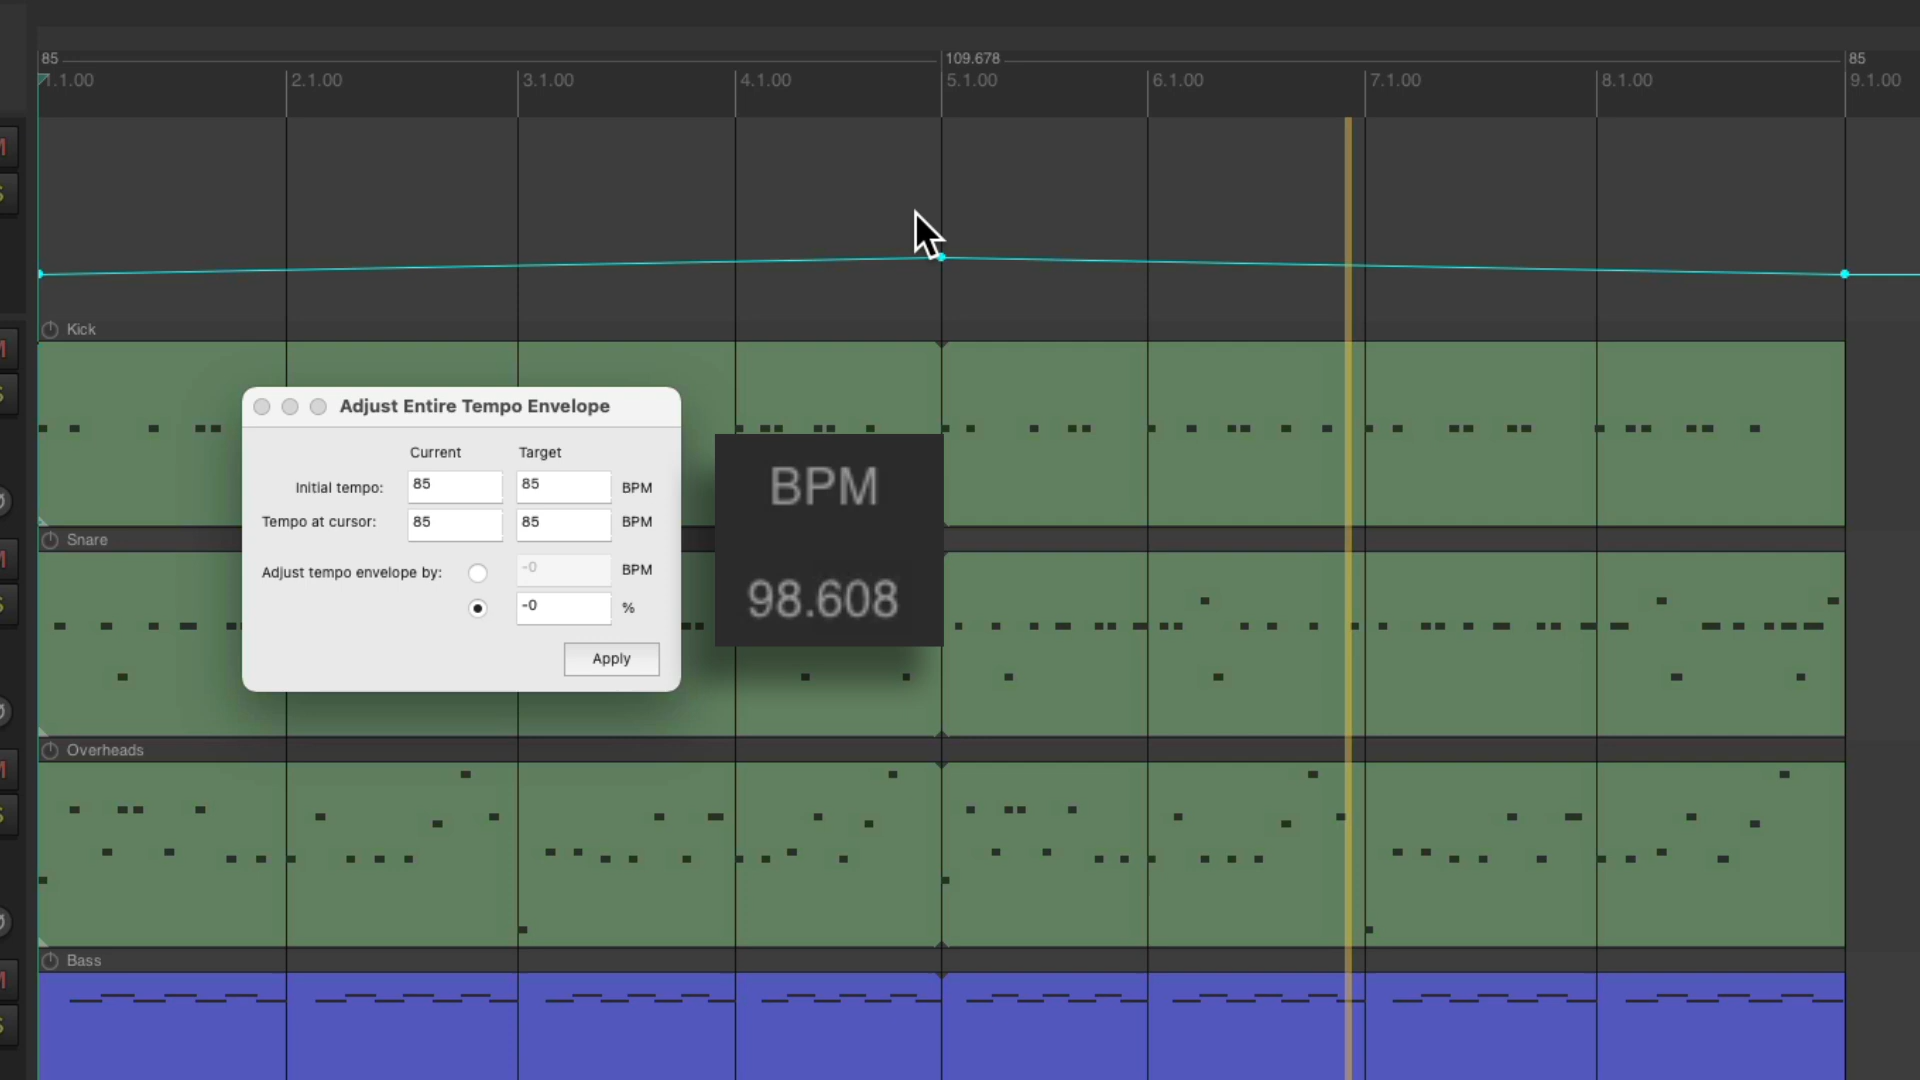 85 109.678 85
1.1.00 2.1.00 3.1.00 4.1.00 5.1.00 6.1.00 7.1.00 8.1.00 9.1.00
M
S
Kick
M
S
Adjust Entire Tempo Envelope
Current Target
Initial tempo: 85 85 BPM
Tempo at cursor: 85 85 BPM
Adjust tempo envelope by: -0 BPM
-0 %
Apply
BPM
98.608
Snare
M
S
Overheads
M
S
Bass
M
S